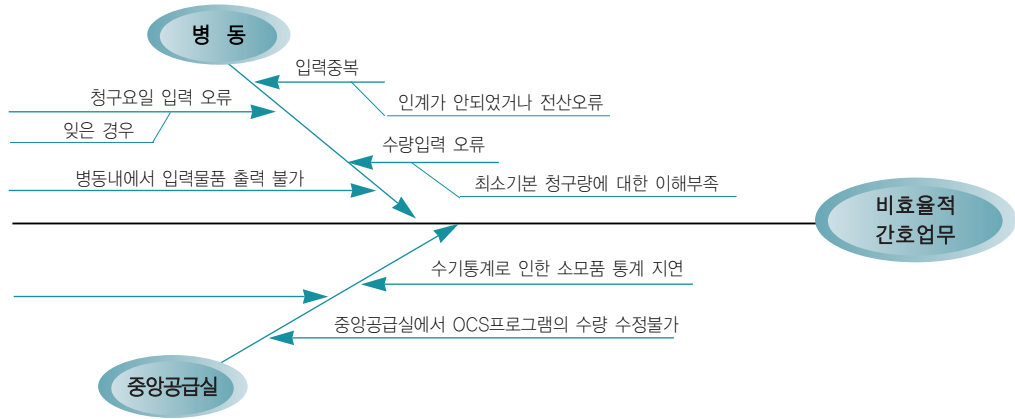 병 동
입력중복
청구요일 입력 오류
인계가 안되었거나 전산오류
잊은 경우
수량입력 오류
병동내에서 입력물품 출력 불가
최소기본 청구량에 대한 이해부족
비효율적
간호업무
수기통계로 인한 소모품 통계 지연
중앙공급실에서 OCS프로그램의 수량 수정불가
중앙공급실